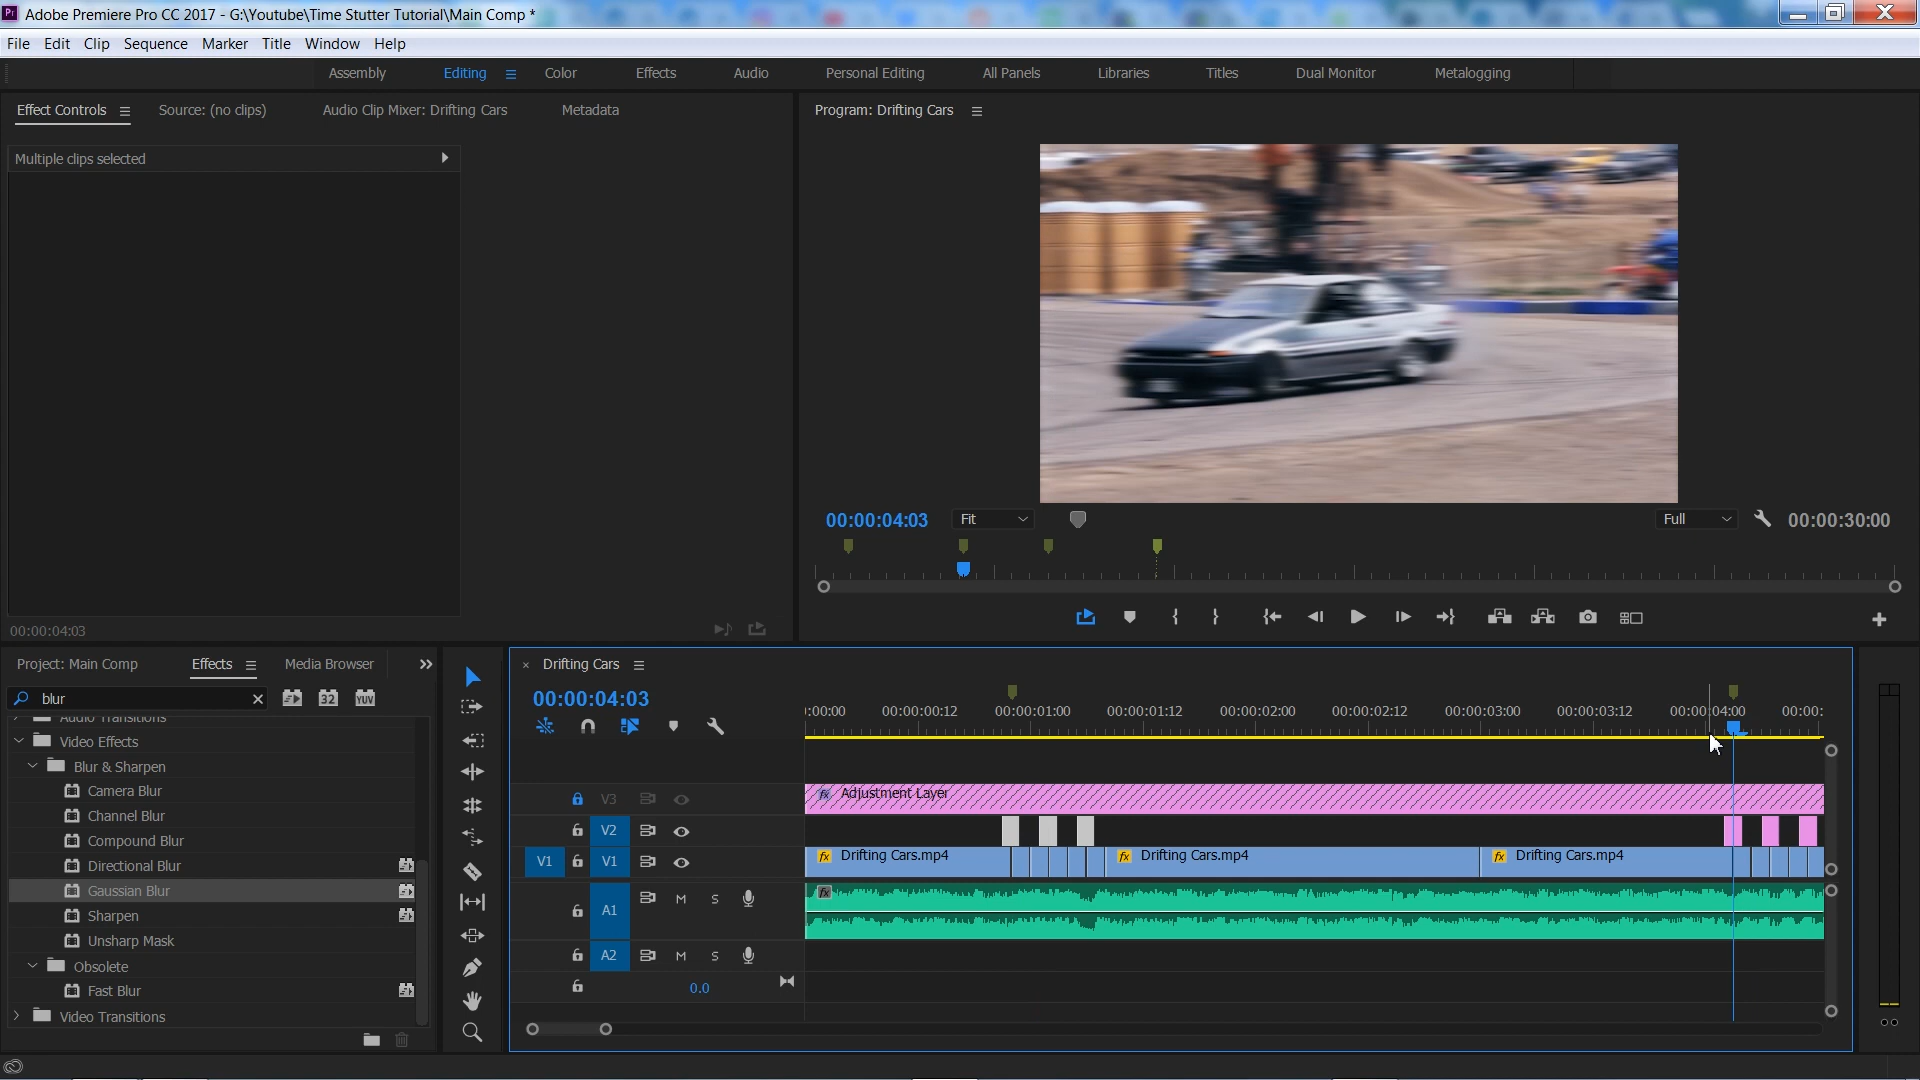 Pr Adobe Premiere Pro CC 2017 - G:\Youtube\Time Stutter Tutorial\Main Comp *
File Edit Clip Sequence Marker Title Window Help
Assembly Editing Color Effects Audio Personal Editing All Panels Libraries Titles Dual Monitor Metalogging
Effect Controls Source: (no clips) Audio Clip Mixer: Drifting Cars Metadata
Program: Drifting Cars
Multiple clips selected
00:00:04:03 Fit Full 00:00:30:00
00:00:04:03
Project: Main Comp Effects Media Browser
Drifting Cars
blur 32 YUV
00:00:04:03
:00:00 00:00:00:12 00:00:01:00 00:00:01:12 00:00:02:00 00:00:02:12 00:00:03:00 00:00:03:12 00:00:04:00 00:00:
Audio Transitions
Video Effects
Blur & Sharpen
Camera Blur
Channel Blur
Compound Blur
Directional Blur
Gaussian Blur
Sharpen
Unsharp Mask
Obsolete
Fast Blur
Video Transitions
V3 fx Adjustment Layer
V2
V1 V1 fx Drifting Cars.mp4 fx Drifting Cars.mp4 fx Drifting Cars.mp4
A1 M S fx
A2 M S
0.0